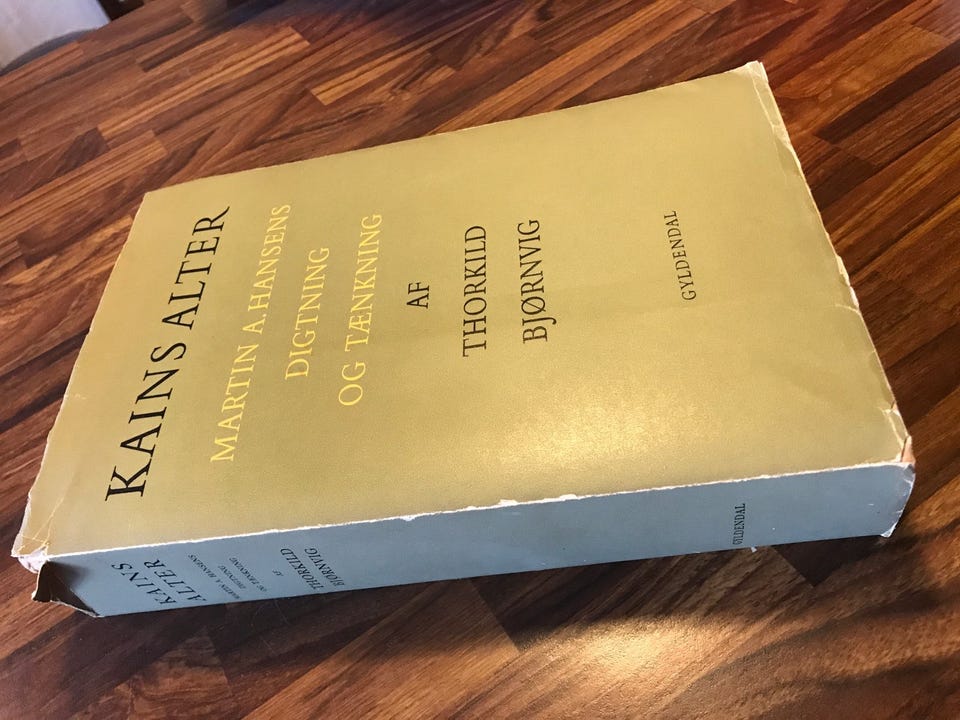 KAINS ALTER
MARTIN A. HANSENS
DIGTNING
OG TÆNKNING
AF
THORKILD
BJØRNVIG
GYLDENDAL
KAINS
ALTER
MARTIN A. HANSENS
DIGTNING
OG TÆNKNING
AF
THORKILD
BJØRNVIG
GYLDENDAL